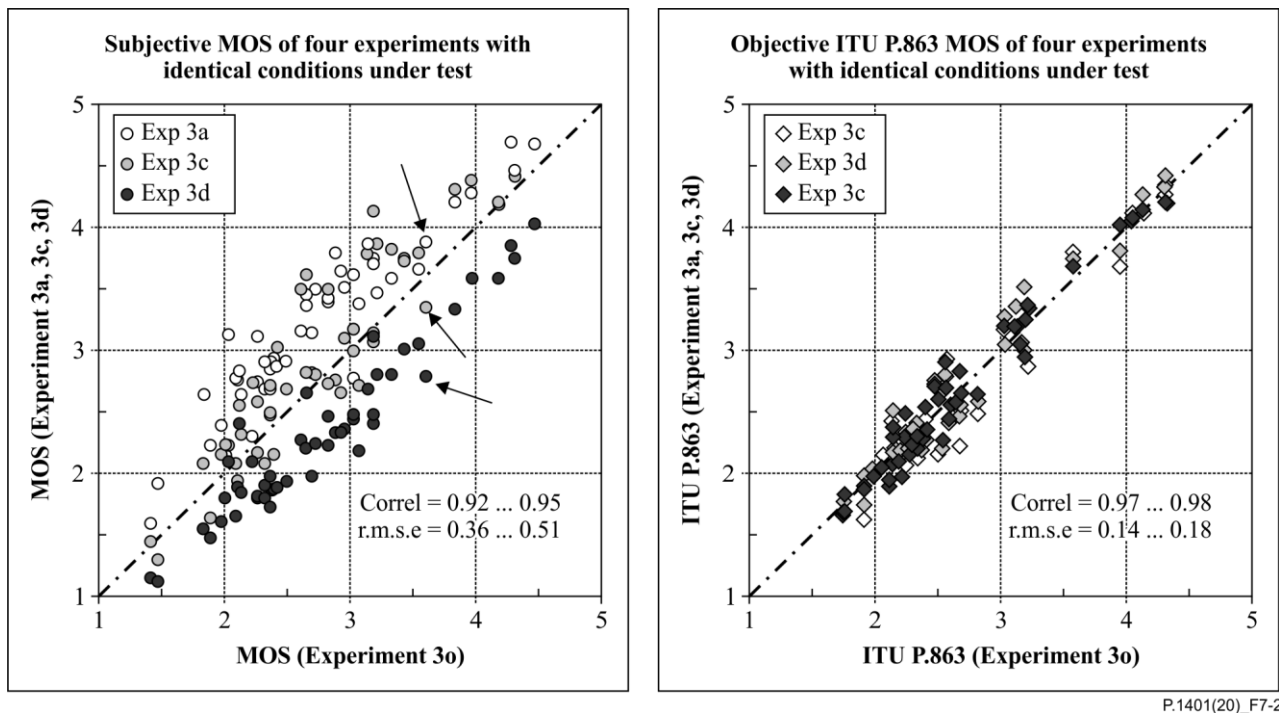 Subjective MOS of four experiments with
identical conditions under test
5
4
3
2
1
1 2 3 4 5
Exp 3a
Exp 3c
Exp 3d
Correl = 0.92 ... 0.95
r.m.s.e = 0.36 ... 0.51
MOS (Experiment 3a, 3c, 3d)
MOS (Experiment 3o)
Objective ITU P.863 MOS of four experiments
with identical conditions under test
5
4
3
2
1
1 2 3 4 5
Exp 3c
Exp 3d
Exp 3c
Correl = 0.97 ... 0.98
r.m.s.e = 0.14 ... 0.18
ITU P.863 (Experiment 3a, 3c, 3d)
ITU P.863 (Experiment 3o)
P.1401(20)_F7-2